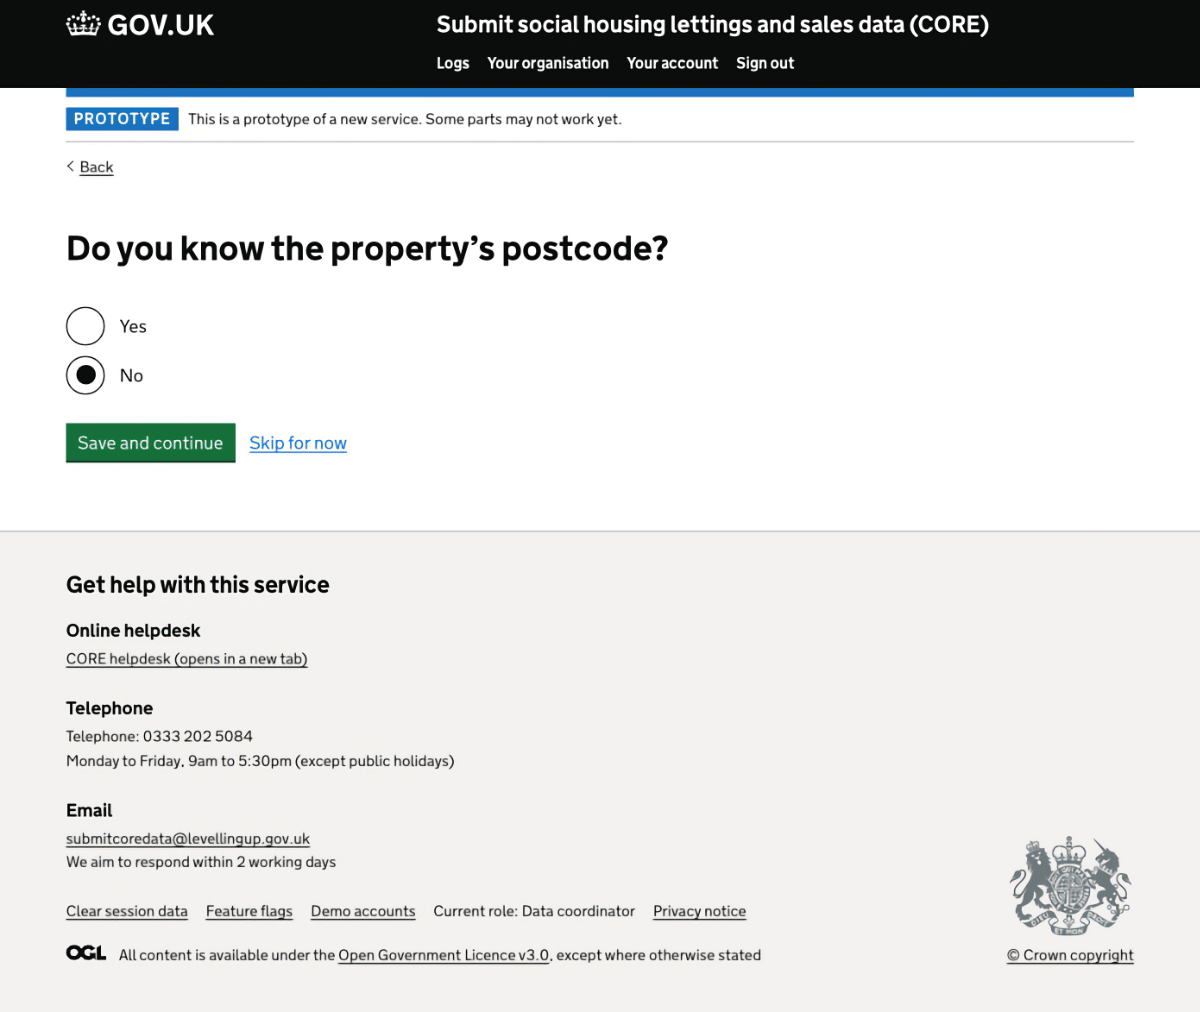 GOV.UK
Submit social housing lettings and sales data (CORE)
Logs Your organisation Your account Sign out
PROTOTYPE This is a prototype of a new service. Some parts may not work yet.
Back
Do you know the property’s postcode?
Yes
No
Save and continue Skip for now
Get help with this service
Online helpdesk
CORE helpdesk (opens in a new tab)
Telephone
Telephone: 0333 202 5084
Monday to Friday, 9am to 5:30pm (except public holidays)
Email
submitcoredata@levellingup.gov.uk
We aim to respond within 2 working days
Clear session data Feature flags Demo accounts Current role: Data coordinator Privacy notice
OGL All content is available under the Open Government Licence v3.0, except where otherwise stated
© Crown copyright